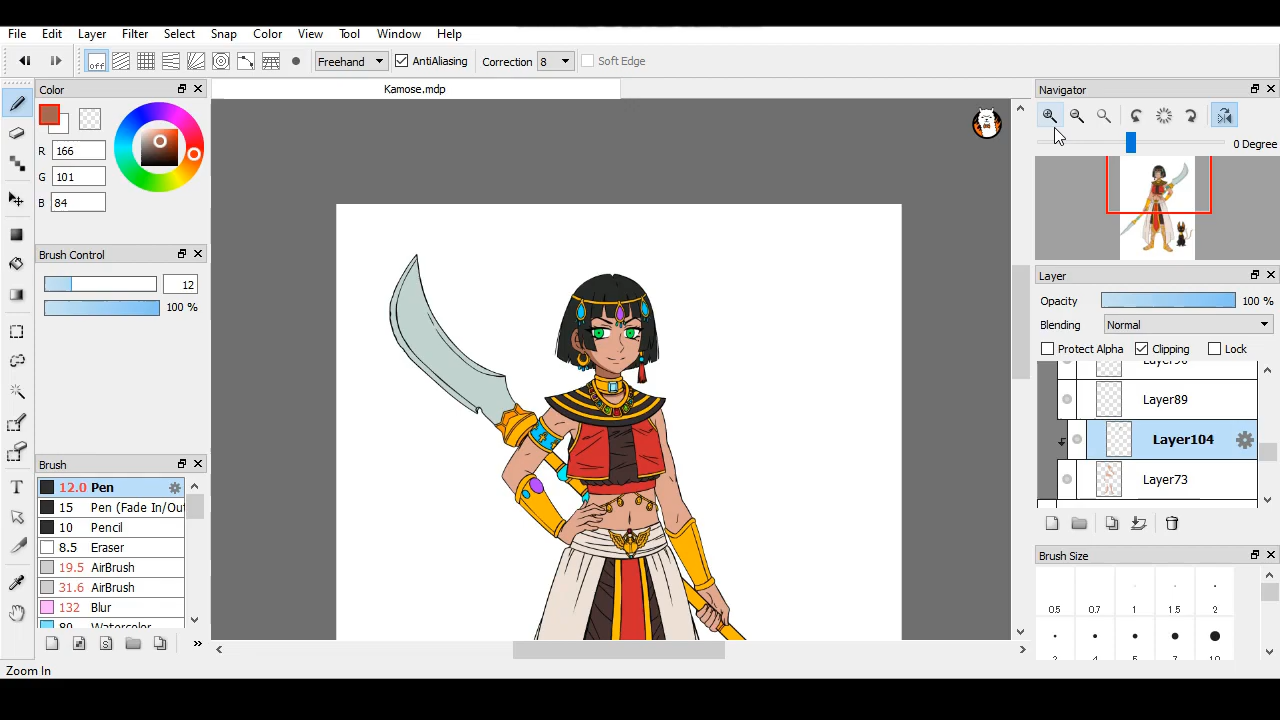 File Edit Layer Filter Select Snap Color View Tool Window Help
off Freehand AntiAliasing Correction 8 Soft Edge
Color
R 166
G 101
B 84
Brush Control
12
100 %
Brush
12.0 Pen
15 Pen (Fade In/Out
10 Pencil
8.5 Eraser
19.5 AirBrush
31.6 AirBrush
132 Blur
80 Watercolor
Zoom In
Kamose.mdp
Navigator
0 Degree
Layer
Opacity 100 %
Blending Normal
Protect Alpha Clipping Lock
Layer89
Layer104
Layer73
Brush Size
0.5 0.7 1 1.5 2